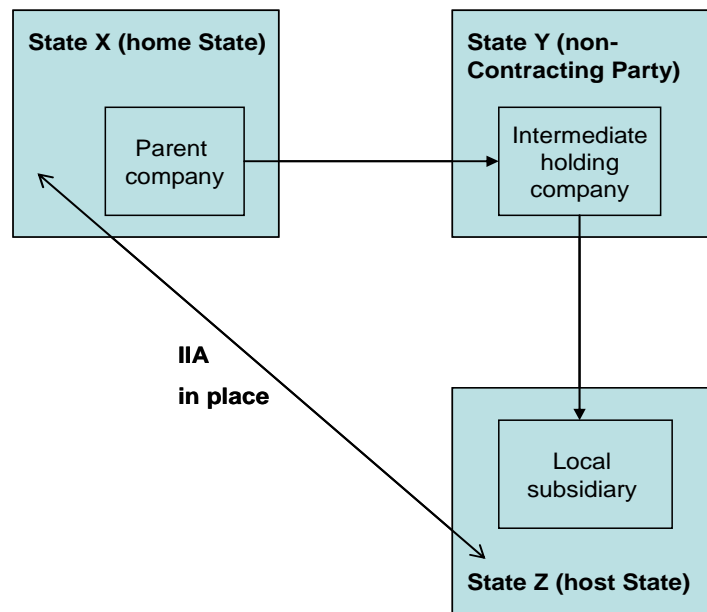 State X (home State)
Parent
company
State Y (non-
Contracting Party)
Intermediate
holding
company
IIA
in place
Local
subsidiary
State Z (host State)